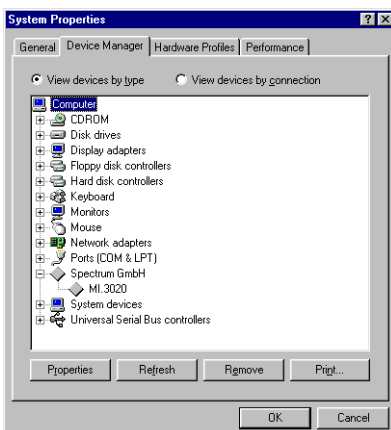 System Properties
General Device Manager Hardware Profiles Performance
View devices by type View devices by connection
Computer
CDROM
Disk drives
Display adapters
Floppy disk controllers
Hard disk controllers
Keyboard
Monitors
Mouse
Network adapters
Ports (COM & LPT)
Spectrum GmbH
MI.3020
System devices
Universal Serial Bus controllers
Properties Refresh Remove Print...
OK Cancel